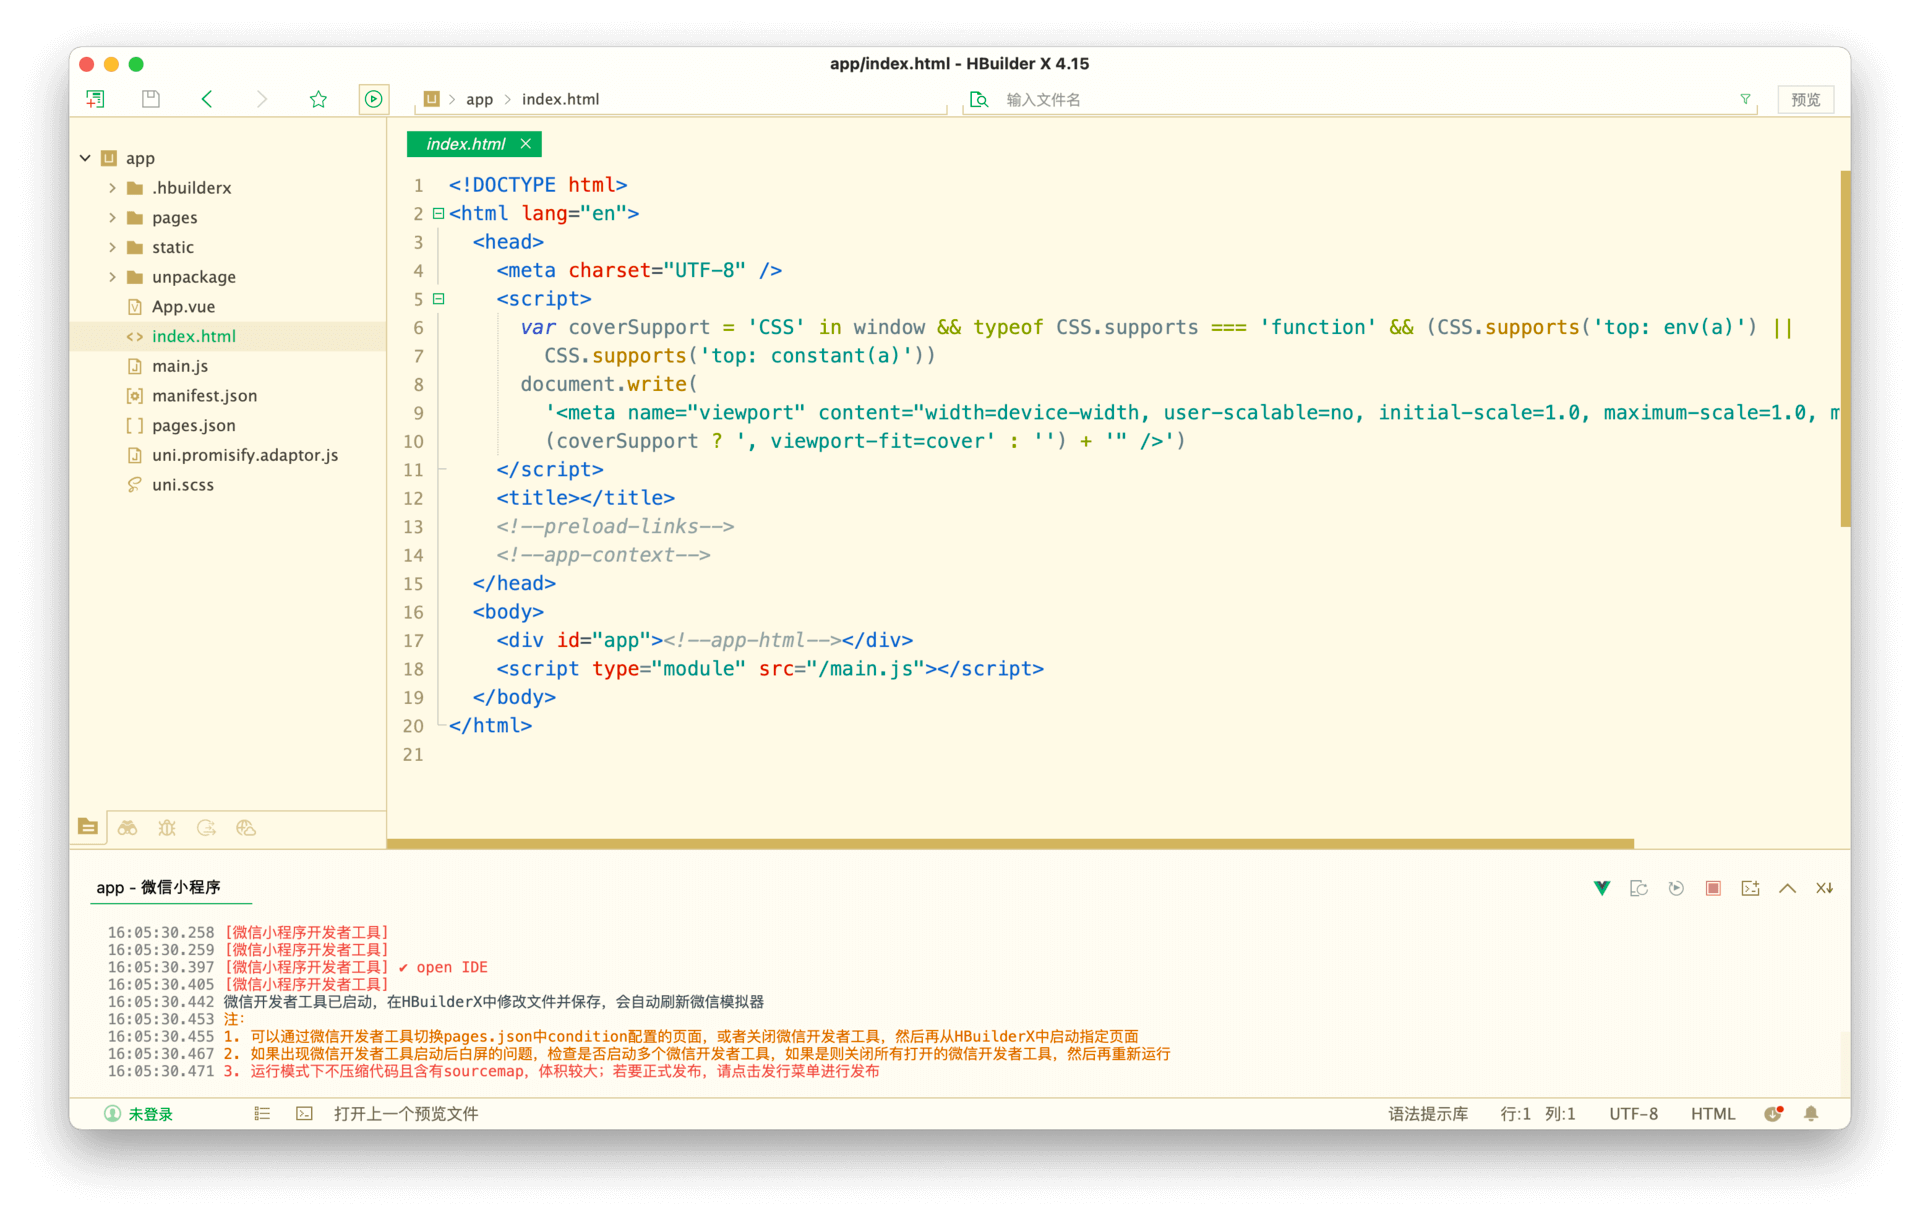 app/index.html - HBuilder X 4.15
app
index.html
输入文件名
预览
app
.hbuilderx
pages
static
unpackage
App.vue
index.html
main.js
manifest.json
pages.json
uni.promisify.adaptor.js
uni.scss
index.html
1 <!DOCTYPE html>
2 <html lang="en">
3 <head>
4 <meta charset="UTF-8" />
5 <script>
6 var coverSupport = 'CSS' in window && typeof CSS.supports === 'function' && (CSS.supports('top: env(a)') ||
7 CSS.supports('top: constant(a)'))
8 document.write(
9 '<meta name="viewport" content="width=device-width, user-scalable=no, initial-scale=1.0, maximum-scale=1.0, m
10 (coverSupport ? ', viewport-fit=cover' : '') + '" />')
11 </script>
12 <title></title>
13 <!--preload-links-->
14 <!--app-context-->
15 </head>
16 <body>
17 <div id="app"><!--app-html--></div>
18 <script type="module" src="/main.js"></script>
19 </body>
20 </html>
21
app - 微信小程序
16:05:30.258 [微信小程序开发者工具]
16:05:30.259 [微信小程序开发者工具]
16:05:30.397 [微信小程序开发者工具] ✔ open IDE
16:05:30.405 [微信小程序开发者工具]
16:05:30.442 微信开发者工具已启动，在HBuilderX中修改文件并保存，会自动刷新微信模拟器
16:05:30.453 注：
16:05:30.455 1. 可以通过微信开发者工具切换pages.json中condition配置的页面，或者关闭微信开发者工具，然后再从HBuilderX中启动指定页面
16:05:30.467 2. 如果出现微信开发者工具启动后白屏的问题，检查是否启动多个微信开发者工具，如果是则关闭所有打开的微信开发者工具，然后再重新运行
16:05:30.471 3. 运行模式下不压缩代码且含有sourcemap，体积较大；若要正式发布，请点击发行菜单进行发布
未登录
打开上一个预览文件
语法提示库
行:1 列:1
UTF-8
HTML